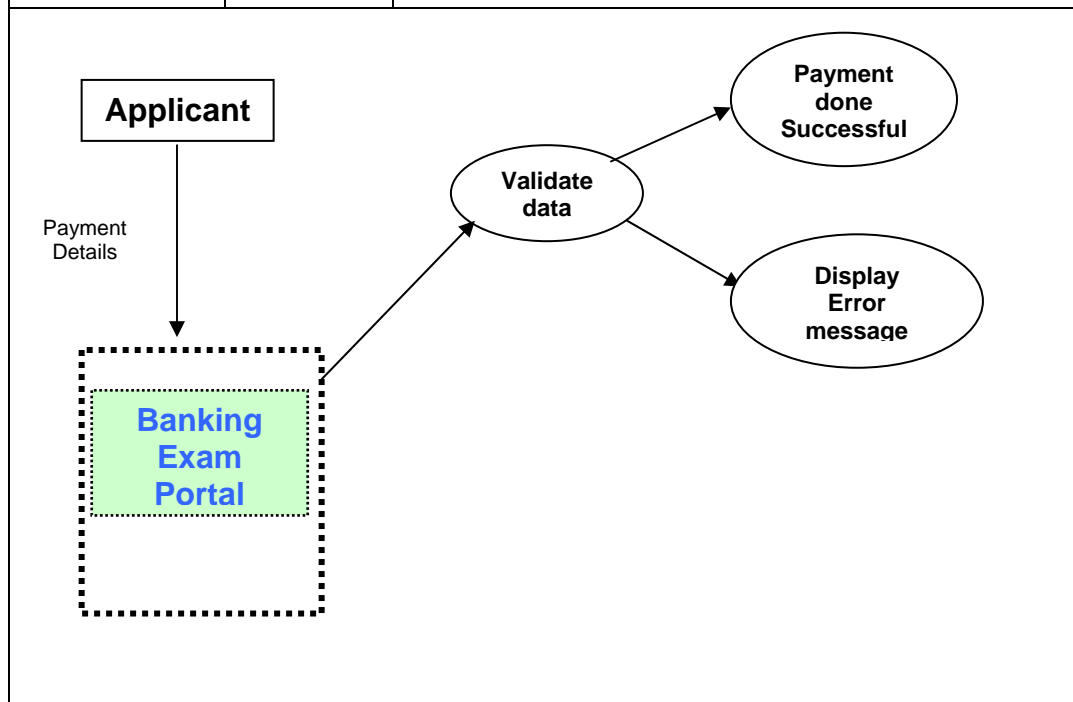 Applicant
Payment
Details
Banking
Exam
Portal
Validate
data
Payment
done
Successful
Display
Error
message